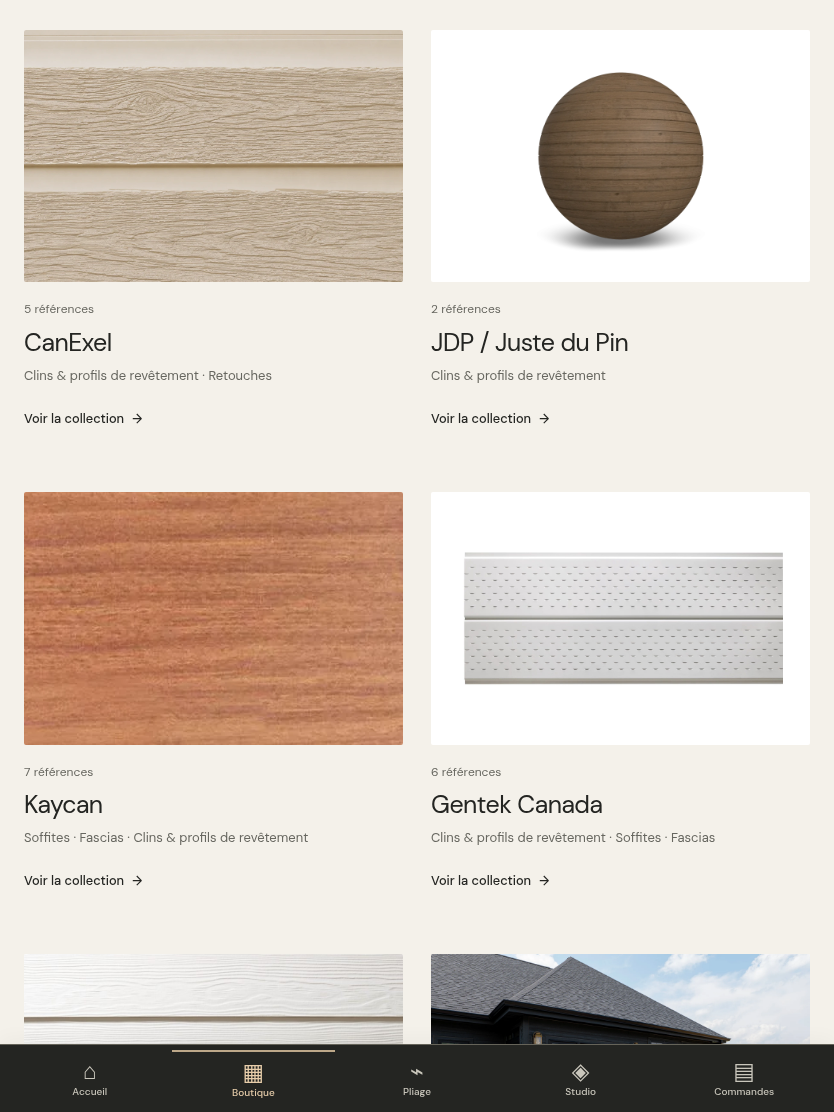 5 références
CanExel
Clins & profils de revêtement · Retouches
Voir la collection →
2 références
JDP / Juste du Pin
Clins & profils de revêtement
Voir la collection →
7 références
Kaycan
Soffites · Fascias · Clins & profils de revêtement
Voir la collection →
6 références
Gentek Canada
Clins & profils de revêtement · Soffites · Fascias
Voir la collection →
Accueil
Boutique
Pliage
Studio
Commandes